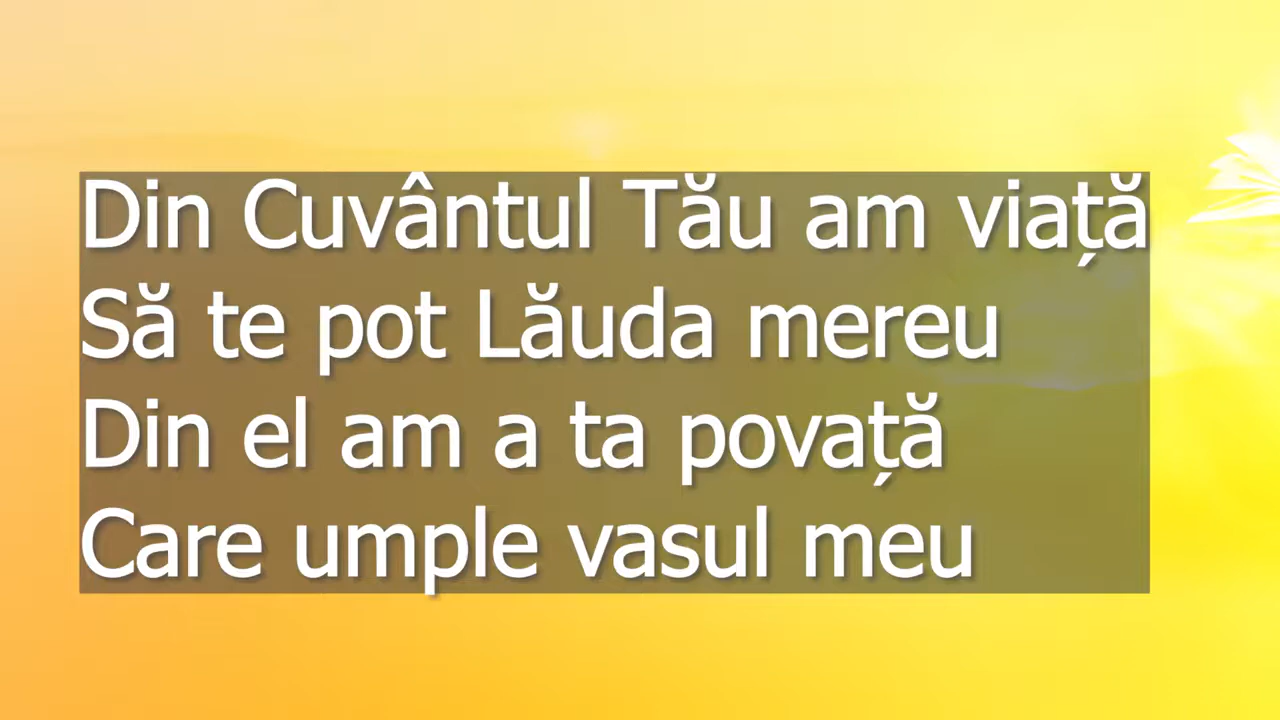 Din Cuvântul Tău am viață
Să te pot Lăuda mereu
Din el am a ta povață
Care umple vasul meu